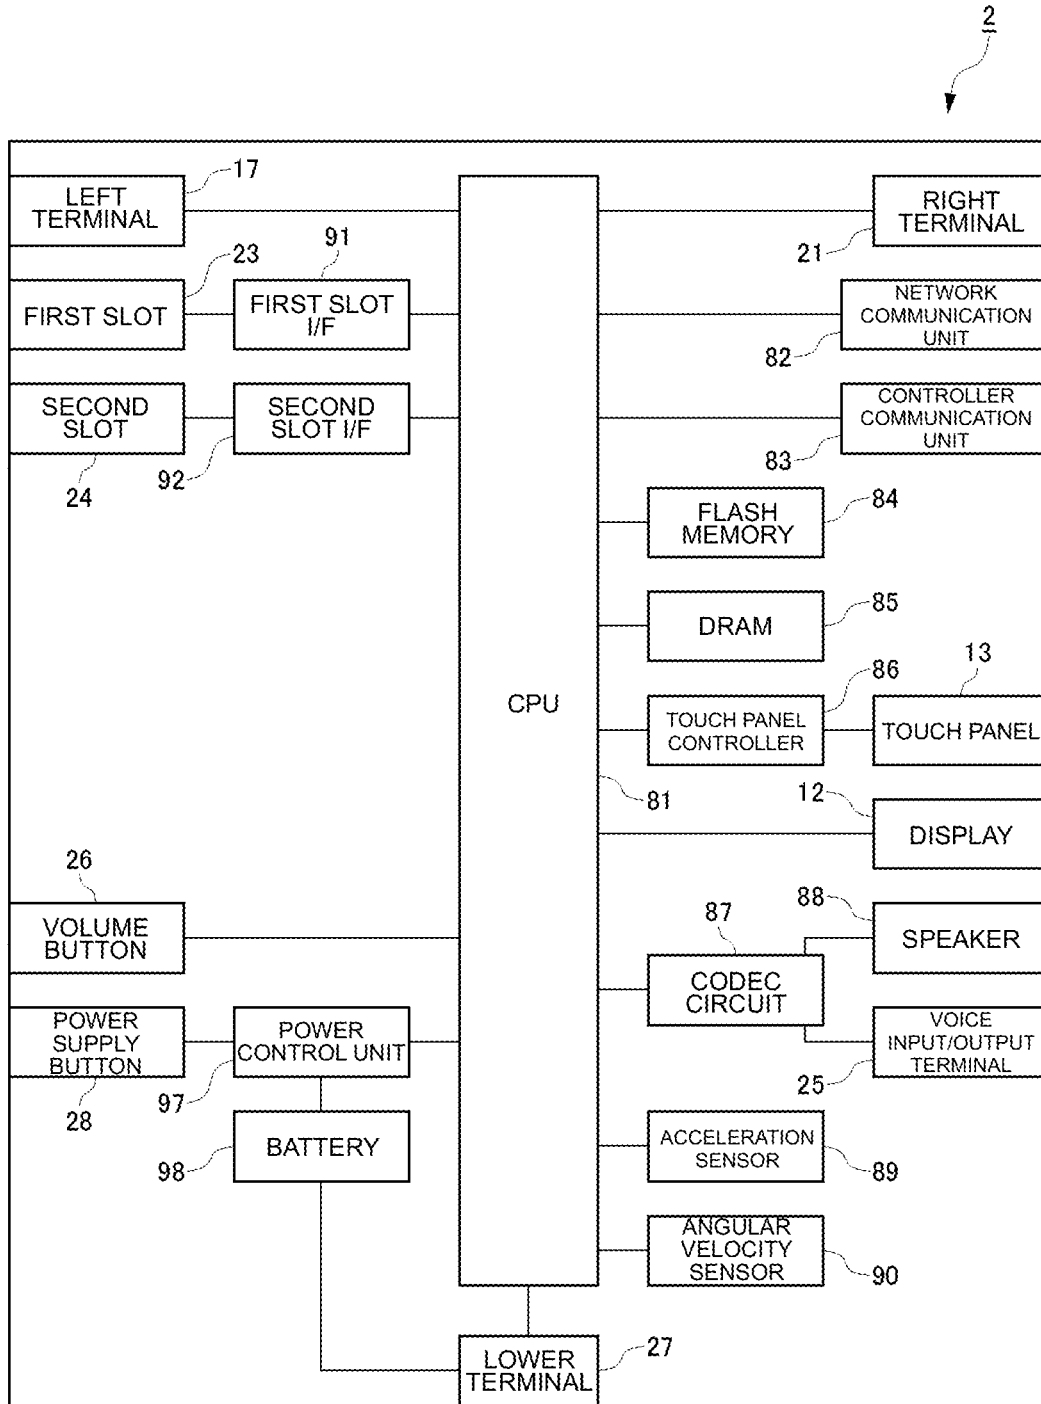 2
LEFT
TERMINAL
17
RIGHT
TERMINAL
21
FIRST SLOT
23
FIRST SLOT
I/F
91
NETWORK
COMMUNICATION
UNIT
82
SECOND
SLOT
24
SECOND
SLOT I/F
92
CONTROLLER
COMMUNICATION
UNIT
83
FLASH
MEMORY
84
DRAM
85
CPU
81
TOUCH PANEL
CONTROLLER
86
TOUCH PANEL
13
DISPLAY
12
VOLUME
BUTTON
26
CODEC
CIRCUIT
87
SPEAKER
88
POWER
SUPPLY
BUTTON
28
POWER
CONTROL UNIT
97
VOICE
INPUT/OUTPUT
TERMINAL
25
BATTERY
98
ACCELERATION
SENSOR
89
ANGULAR
VELOCITY
SENSOR
90
LOWER
TERMINAL
27